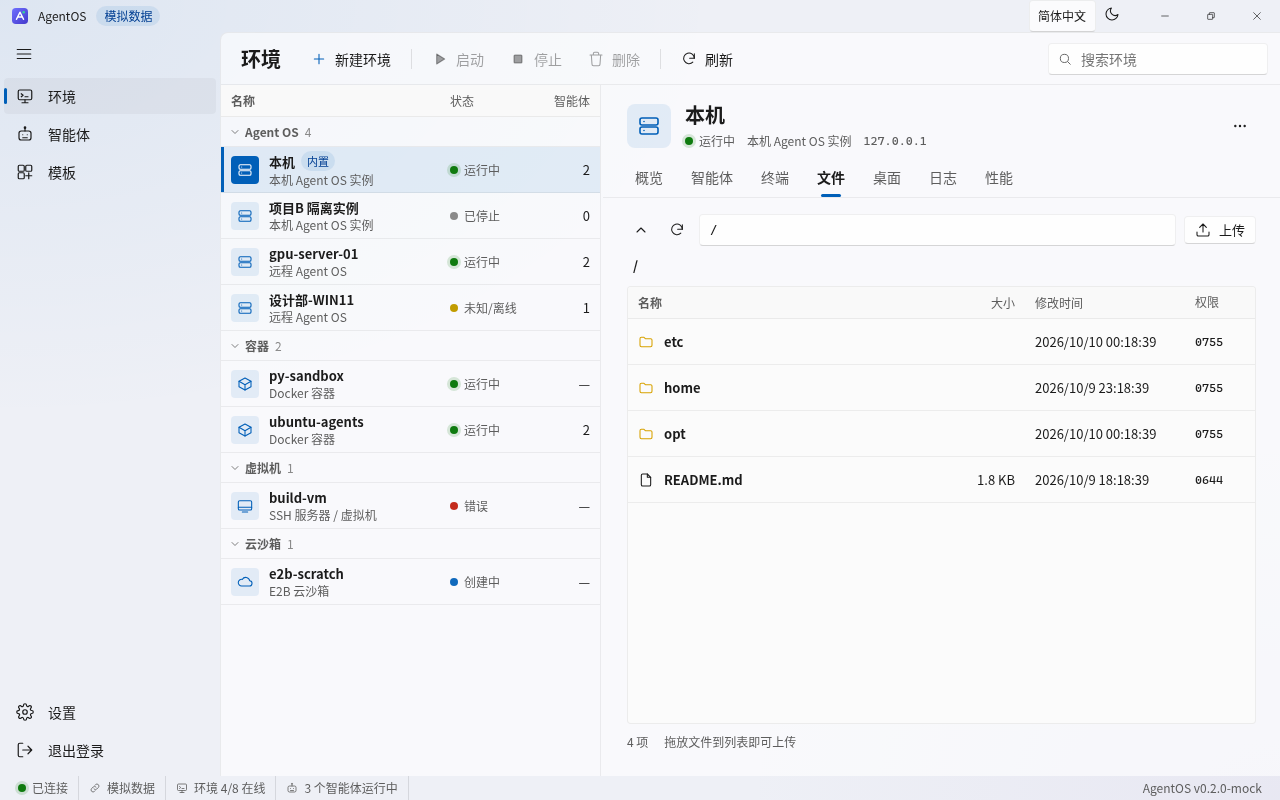 AgentOS 模拟数据 简体中文
环境
智能体
模板
设置
退出登录
环境 新建环境 启动 停止 删除 刷新 搜索环境
名称 状态 智能体
Agent OS 4
本机 内置
本机 Agent OS 实例
运行中 2
项目B 隔离实例
本机 Agent OS 实例
已停止 0
gpu-server-01
远程 Agent OS
运行中 2
设计部-WIN11
远程 Agent OS
未知/离线 1
容器 2
py-sandbox
Docker 容器
运行中 —
ubuntu-agents
Docker 容器
运行中 2
虚拟机 1
build-vm
SSH 服务器 / 虚拟机
错误 —
云沙箱 1
e2b-scratch
E2B 云沙箱
创建中 —
本机
运行中 本机 Agent OS 实例 127.0.0.1
概览 智能体 终端 文件 桌面 日志 性能
/ 上传
/
名称 大小 修改时间 权限
etc 2026/10/10 00:18:39 0755
home 2026/10/9 23:18:39 0755
opt 2026/10/10 00:18:39 0755
README.md 1.8 KB 2026/10/9 18:18:39 0644
4 项 拖放文件到列表即可上传
已连接 模拟数据 环境 4/8 在线 3 个智能体运行中 AgentOS v0.2.0-mock